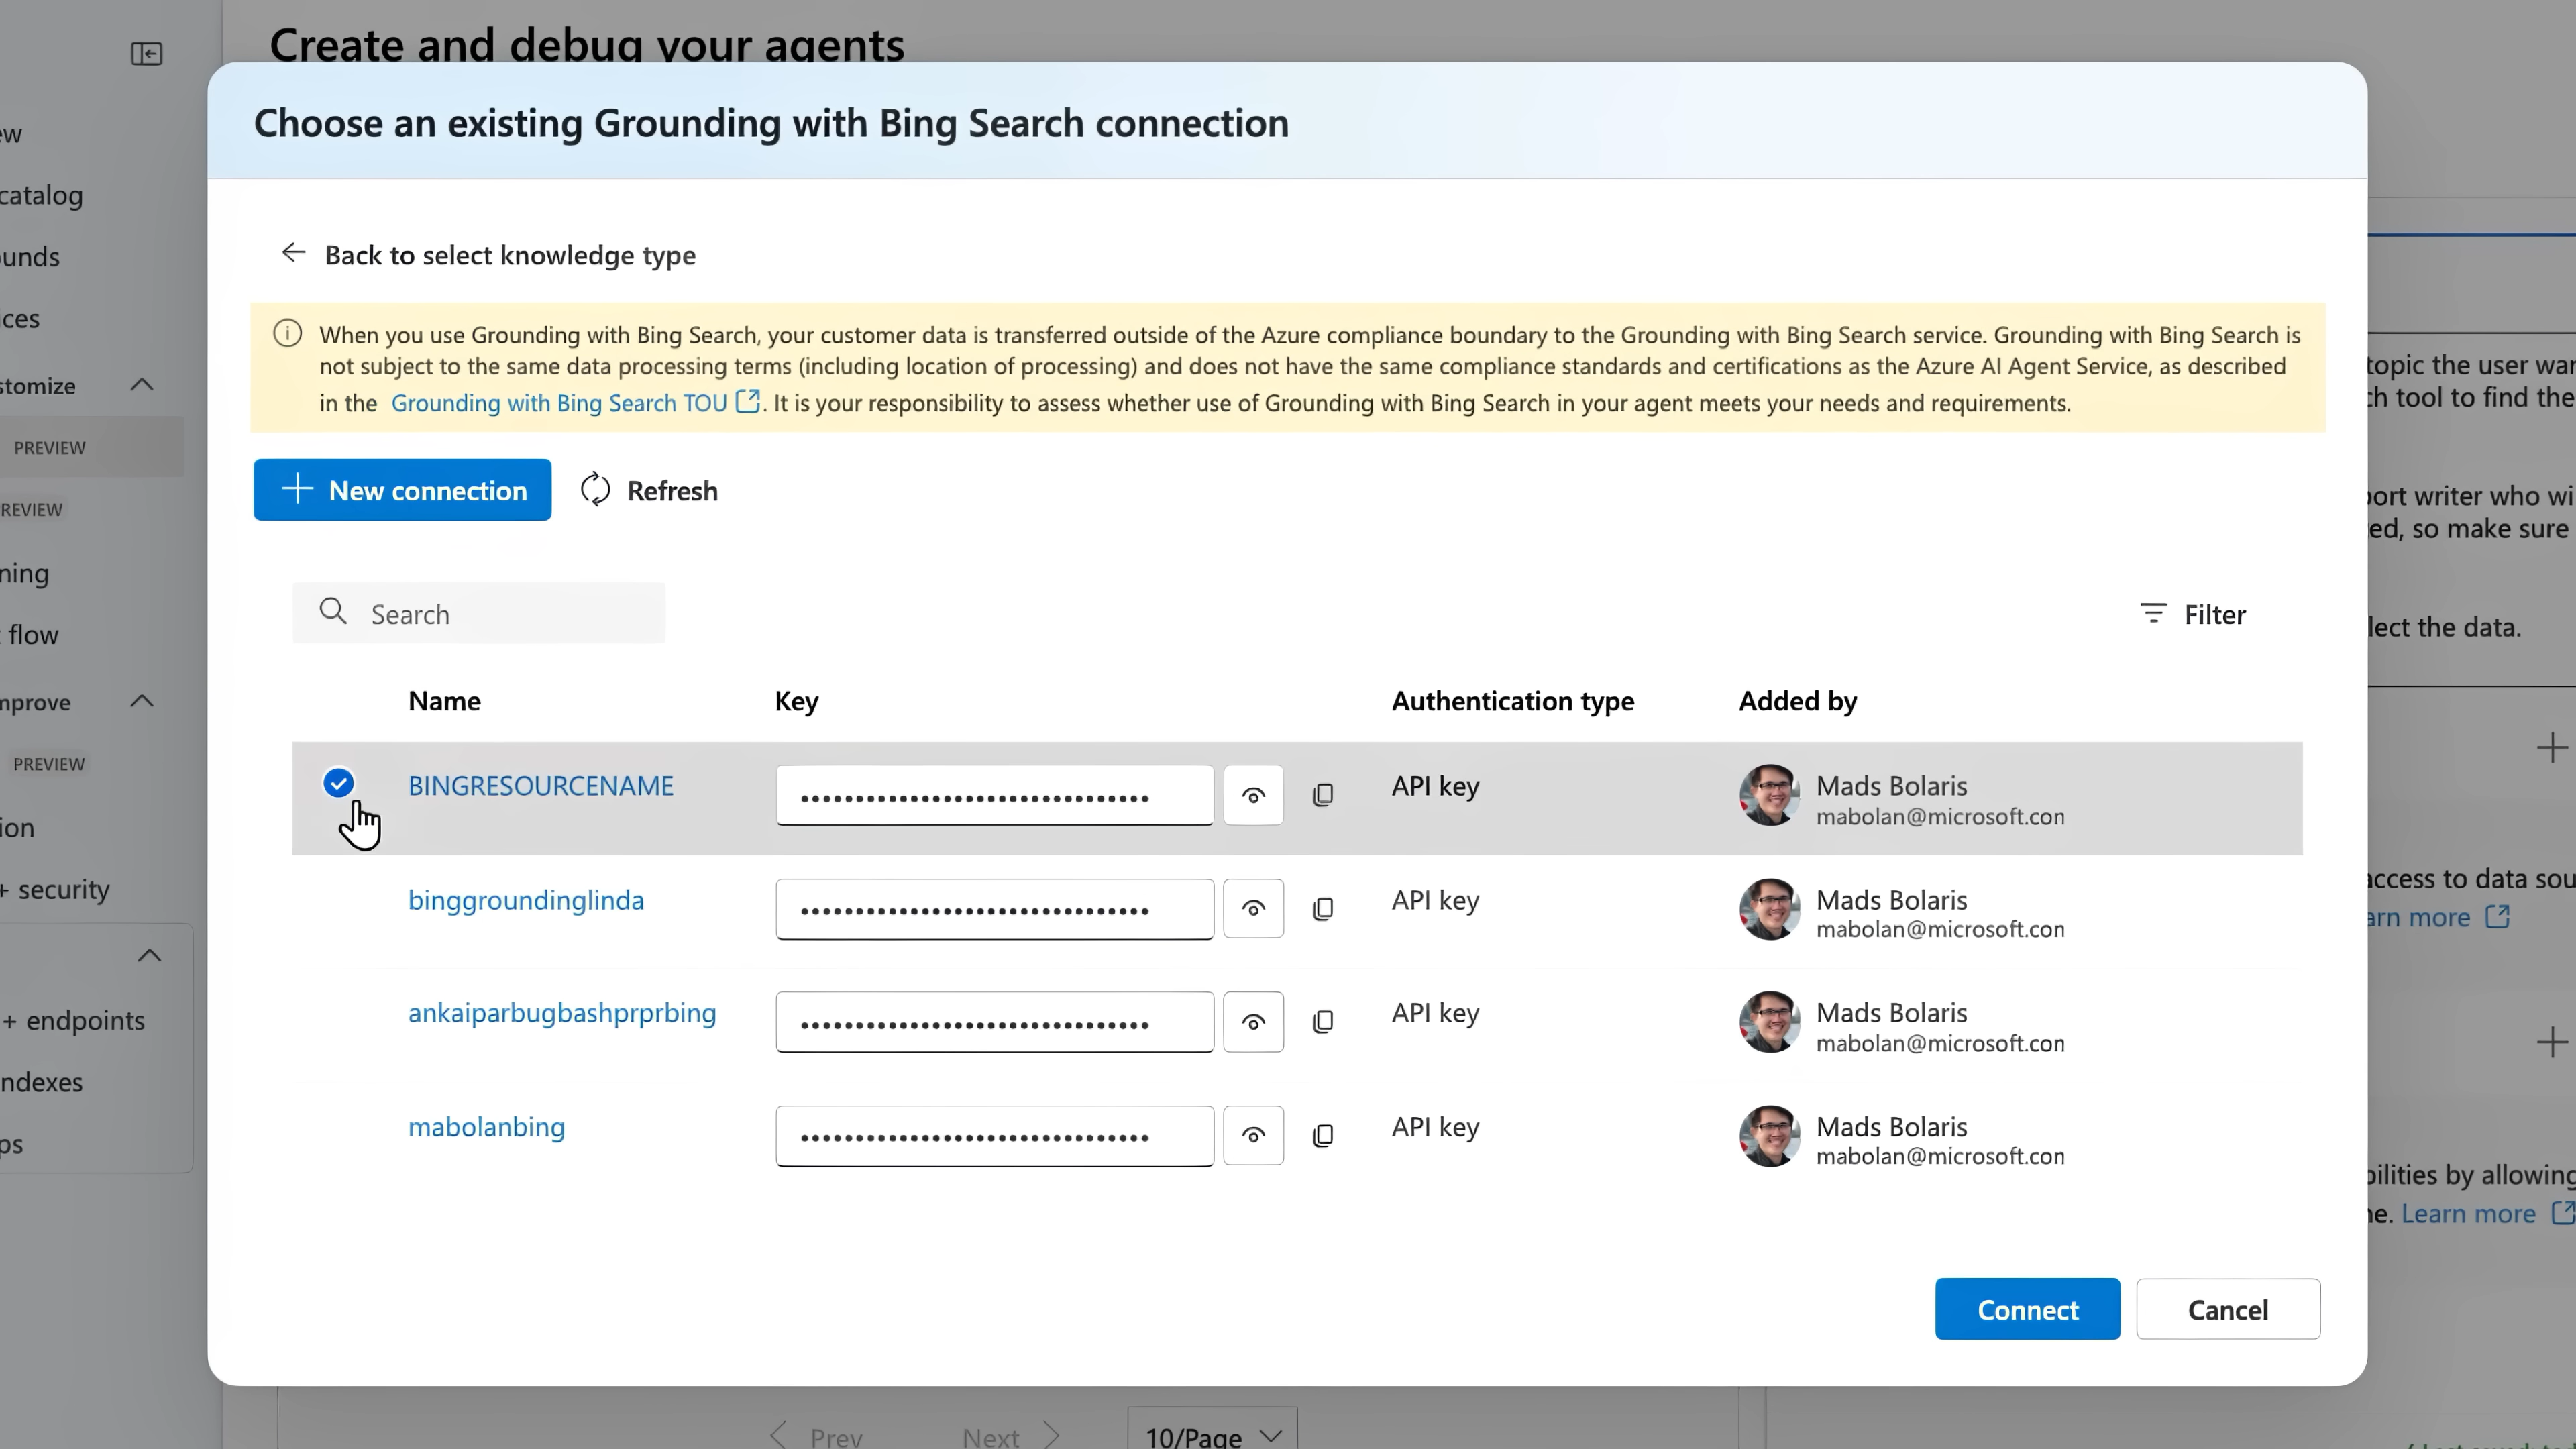 Create and debug your agents
Choose an existing Grounding with Bing Search connection
Back to select knowledge type
When you use Grounding with Bing Search, your customer data is transferred outside of the Azure compliance boundary to the Grounding with Bing Search service. Grounding with Bing Search is
not subject to the same data processing terms (including location of processing) and does not have the same compliance standards and certifications as the Azure AI Agent Service, as described
in the Grounding with Bing Search TOU . It is your responsibility to assess whether use of Grounding with Bing Search in your agent meets your needs and requirements.
New connection
Refresh
Search
Filter
Name Key Authentication type Added by
BINGRESOURCENAME API key Mads Bolaris
mabolan@microsoft.con
binggroundinglinda API key Mads Bolaris
mabolan@microsoft.con
ankaiparbugbashprprbing API key Mads Bolaris
mabolan@microsoft.con
mabolanbing API key Mads Bolaris
mabolan@microsoft.con
Connect
Cancel
ew
catalog
ounds
ices
stomize
PREVIEW
REVIEW
ning
flow
mprove
PREVIEW
ion
+ security
+ endpoints
ndexes
ps
topic the user wan
ch tool to find the
port writer who wi
ed, so make sure
lect the data.
access to data sou
arn more
bilities by allowing
ne. Learn more
Prev
Next
10/Page